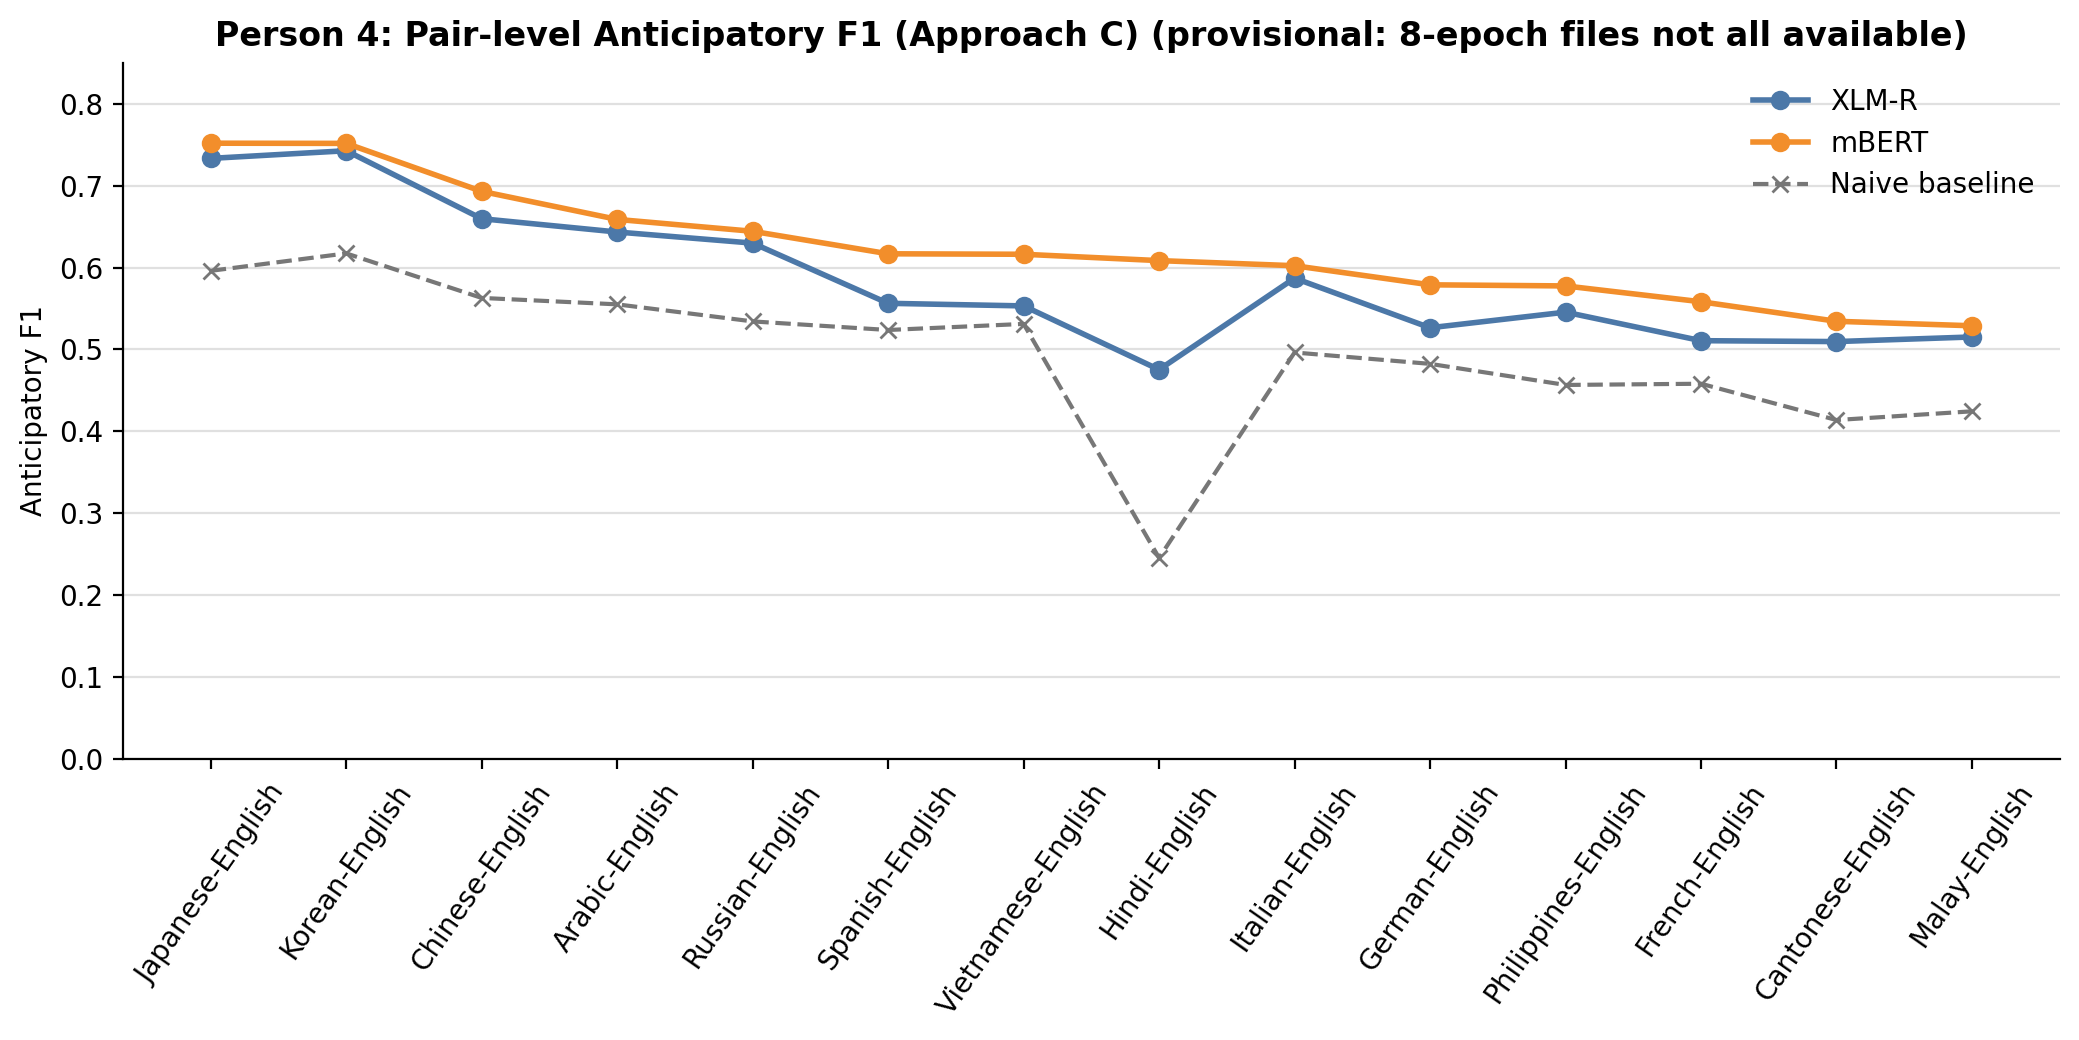 Person 4: Pair-level Anticipatory F1 (Approach C) (provisional: 8-epoch files not all available)
XLM-R
mBERT
Naive baseline
Anticipatory F1
0.8
0.7
0.6
0.5
0.4
0.3
0.2
0.1
0.0
Japanese-English
Korean-English
Chinese-English
Arabic-English
Russian-English
Spanish-English
Vietnamese-English
Hindi-English
Italian-English
German-English
Philippines-English
French-English
Cantonese-English
Malay-English